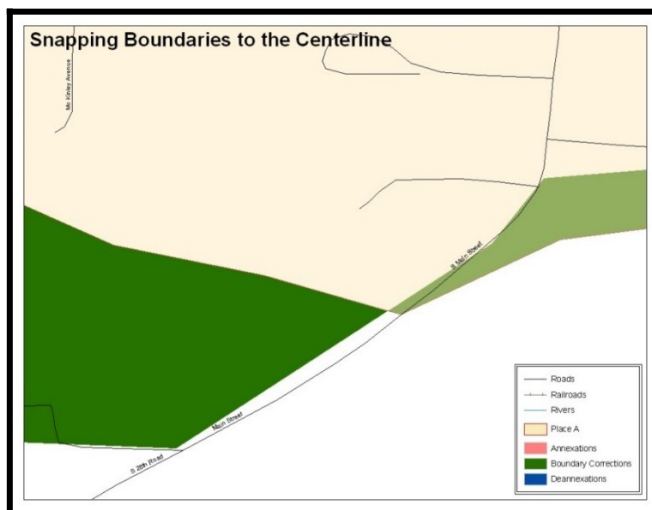 Snapping Boundaries to the Centerline
Mc Kinley Avenue
S Main Street
Main Street
S 28th Road
Roads
Railroads
Rivers
Place A
Annexations
Boundary Corrections
Deannexations